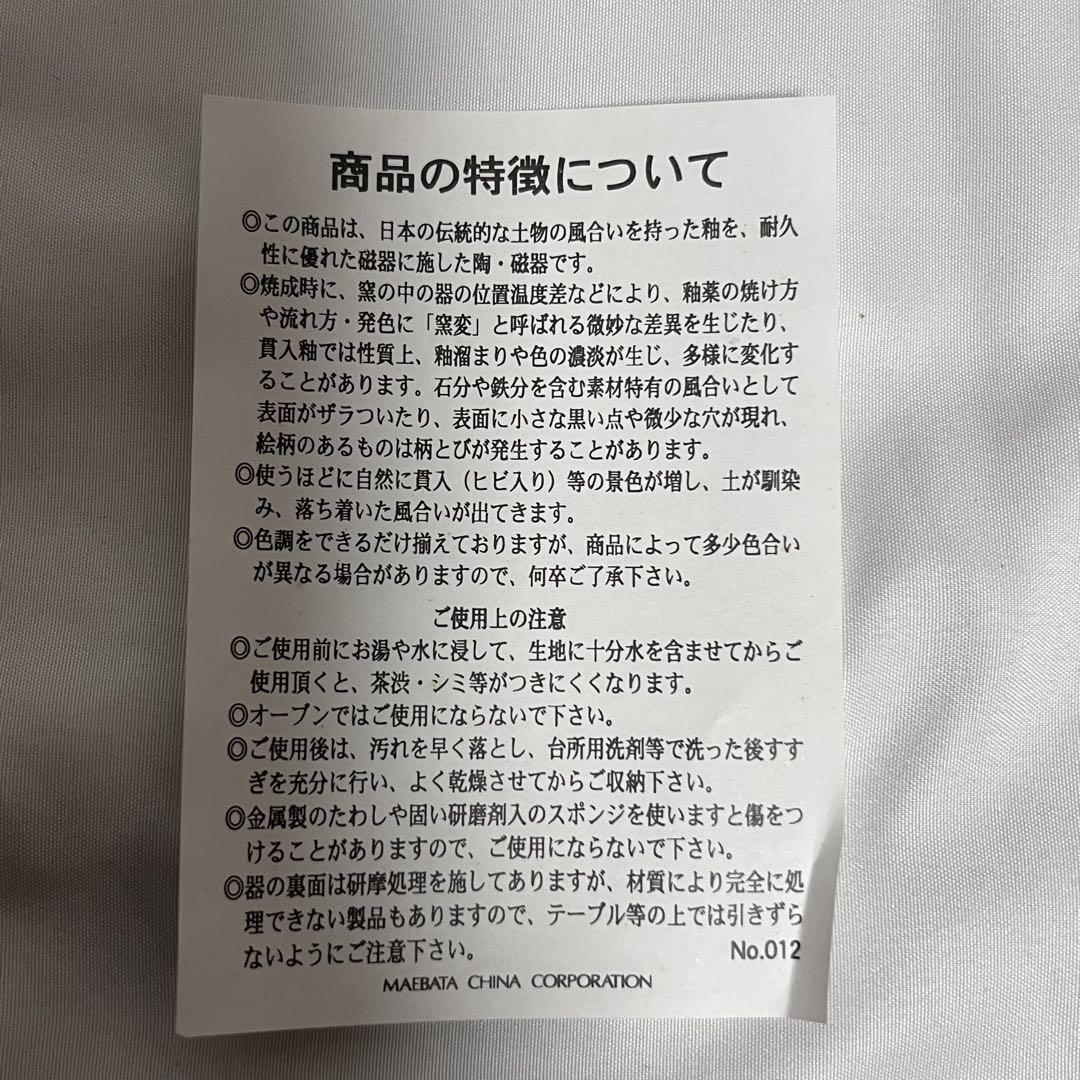 商品の特徴について
◎この商品は、日本の伝統的な土物の風合いを持った釉を、耐久
性に優れた磁器に施した陶・磁器です。
◎焼成時に、窯の中の器の位置温度差などにより、釉薬の焼け方
や流れ方・発色に「窯変」と呼ばれる微妙な差異を生じたり、
貫入釉では性質上、釉溜まりや色の濃淡が生じ、多様に変化す
ることがあります。石分や鉄分を含む素材特有の風合いとして
表面がザラついたり、表面に小さな黒い点や微少な穴が現れ、
絵柄のあるものは柄とびが発生することがあります。
◎使うほどに自然に貫入（ヒビ入り）等の景色が増し、土が馴染
み、落ち着いた風合いが出てきます。
◎色調をできるだけ揃えておりますが、商品によって多少色合い
が異なる場合がありますので、何卒ご了承下さい。
ご使用上の注意
◎ご使用前にお湯や水に浸して、生地に十分水を含ませてからご
使用頂くと、茶渋・シミ等がつきにくくなります。
◎オーブンではご使用にならないで下さい。
◎ご使用後は、汚れを早く落とし、台所用洗剤等で洗った後すす
ぎを充分に行い、よく乾燥させてからご収納下さい。
◎金属製のたわしや固い研磨剤入のスポンジを使いますと傷をつ
けることがありますので、ご使用にならないで下さい。
◎器の裏面は研摩処理を施してありますが、材質により完全に処
理できない製品もありますので、テーブル等の上では引きずら
ないようにご注意下さい。 No.012
MAEBATA CHINA CORPORATION